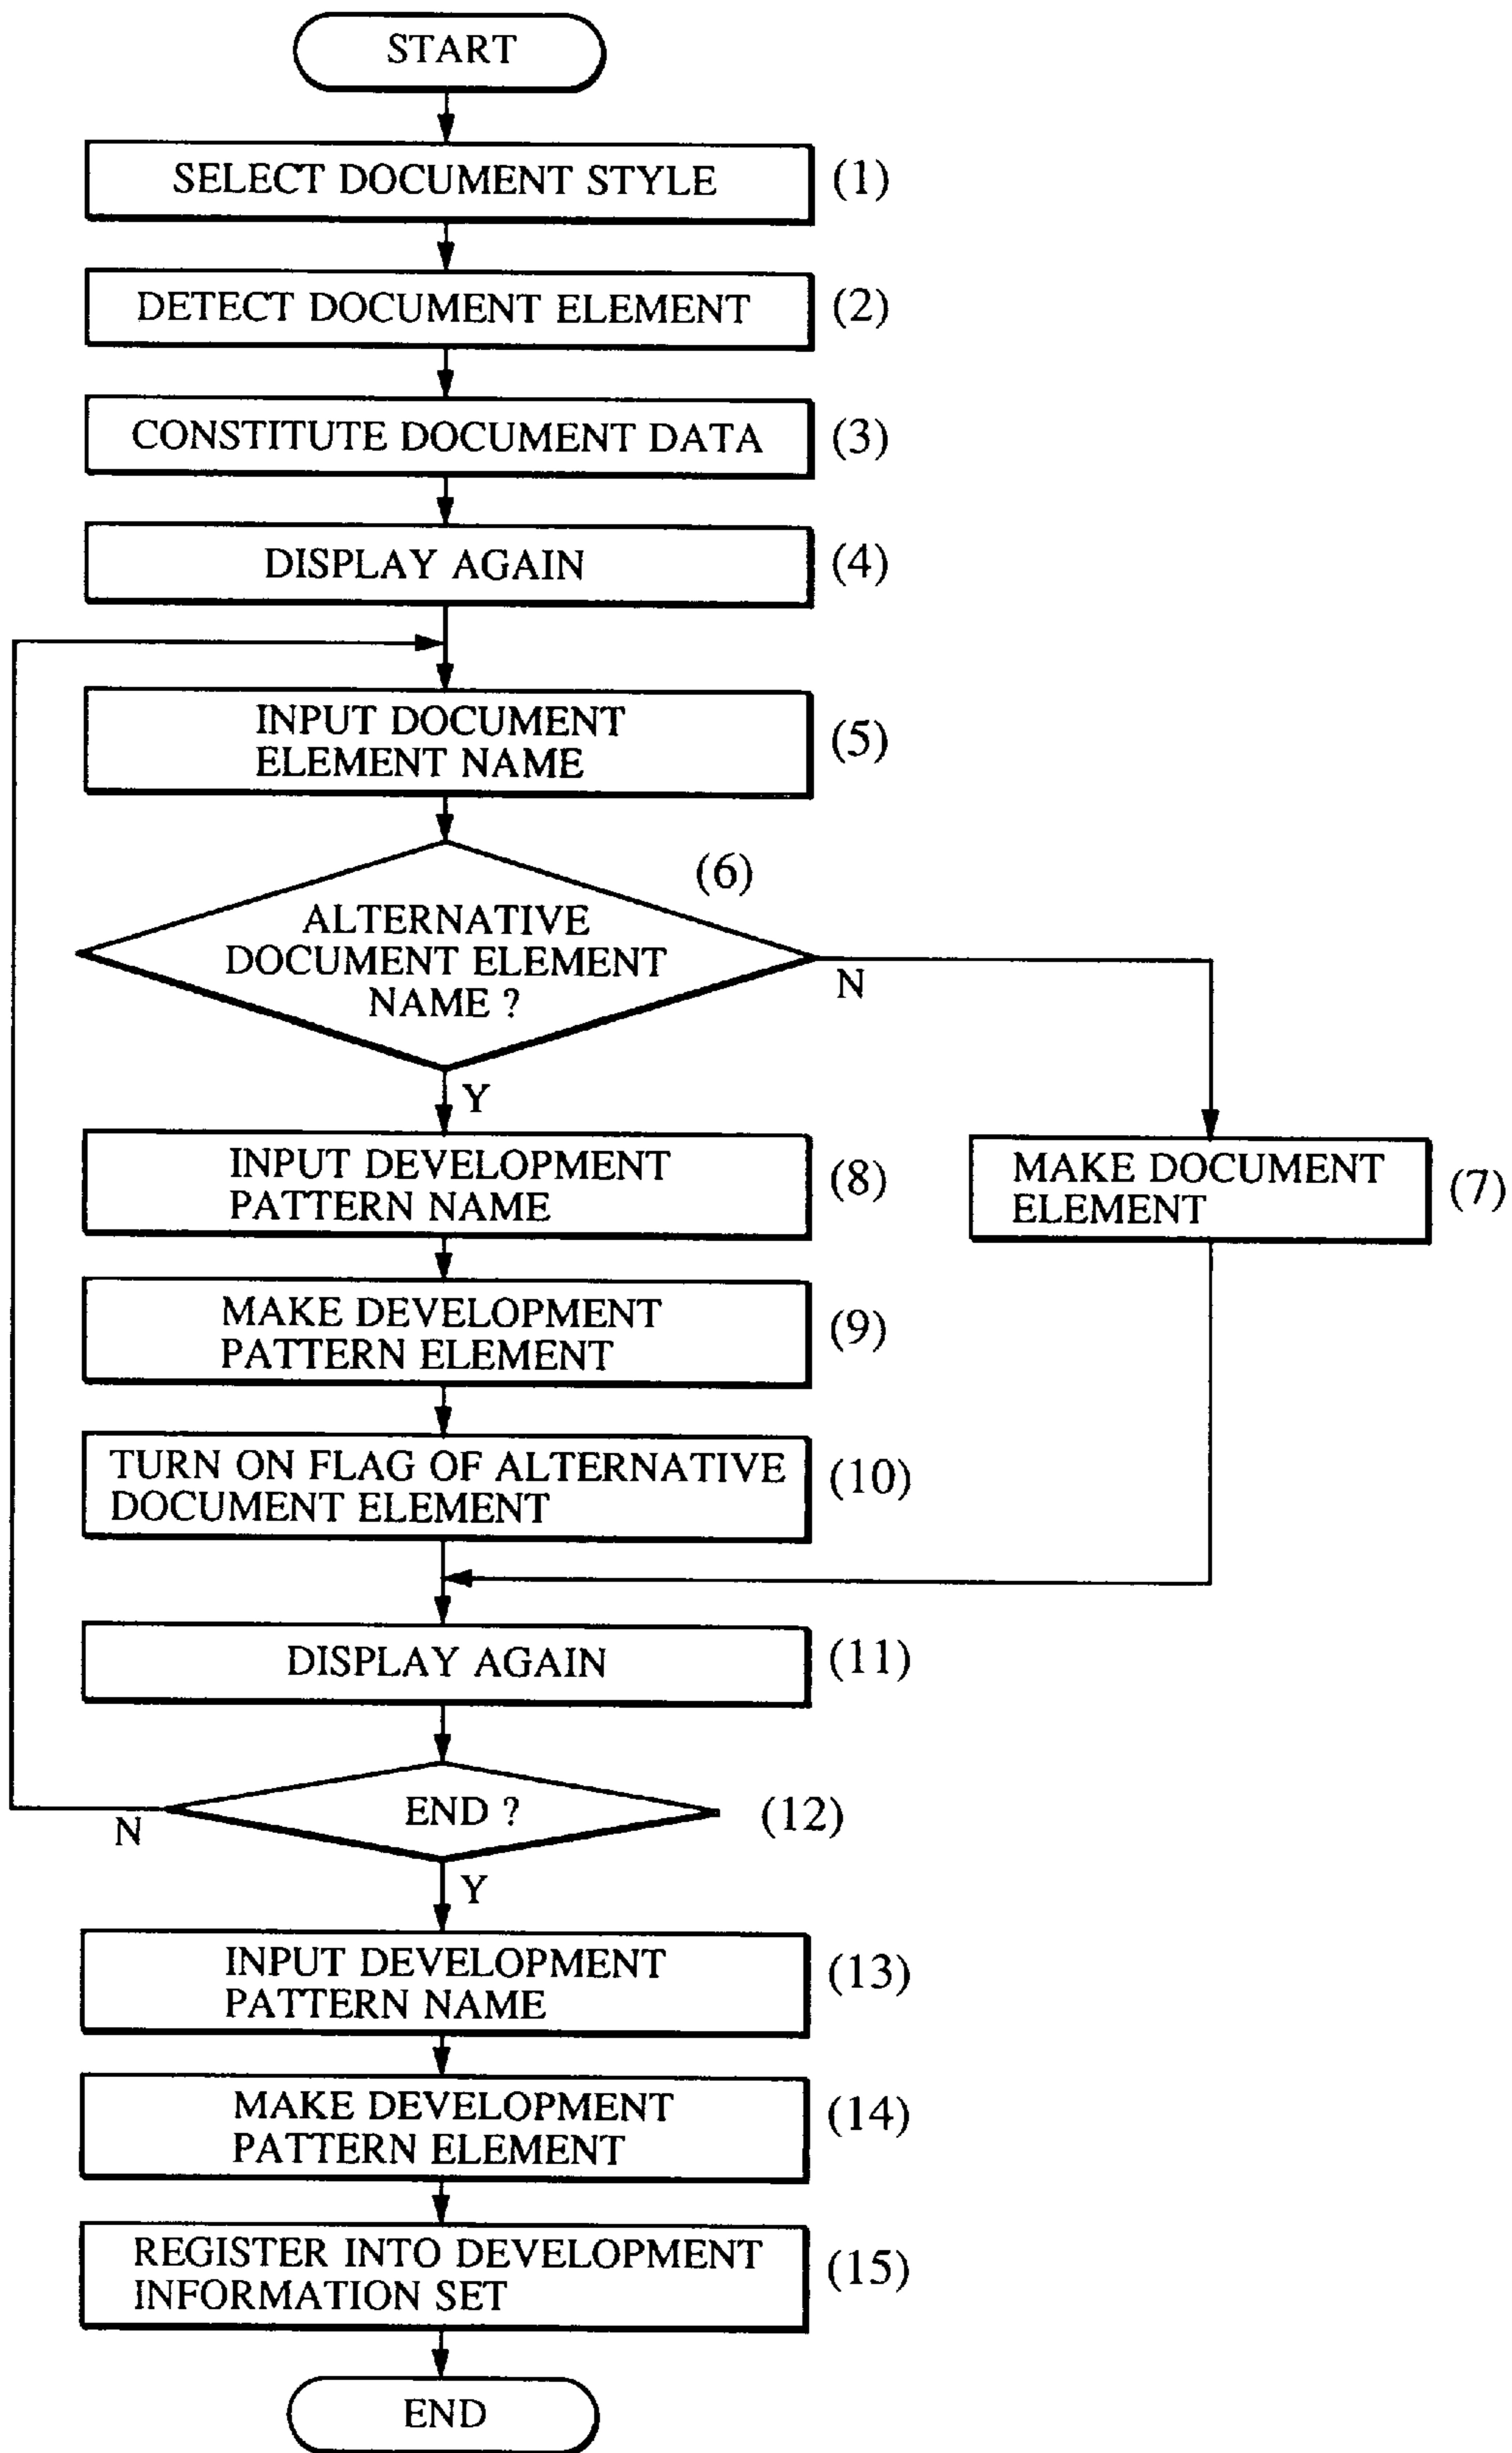 START
SELECT DOCUMENT STYLE
(1)
DETECT DOCUMENT ELEMENT
(2)
CONSTITUTE DOCUMENT DATA
(3)
DISPLAY AGAIN
(4)
INPUT DOCUMENT
ELEMENT NAME
(5)
(6)
ALTERNATIVE
DOCUMENT ELEMENT
NAME ?
N
Y
INPUT DEVELOPMENT
PATTERN NAME
(8)
MAKE DOCUMENT
ELEMENT
(7)
MAKE DEVELOPMENT
PATTERN ELEMENT
(9)
TURN ON FLAG OF ALTERNATIVE
DOCUMENT ELEMENT
(10)
DISPLAY AGAIN
(11)
END ?
(12)
N
Y
INPUT DEVELOPMENT
PATTERN NAME
(13)
MAKE DEVELOPMENT
PATTERN ELEMENT
(14)
REGISTER INTO DEVELOPMENT
INFORMATION SET
(15)
END